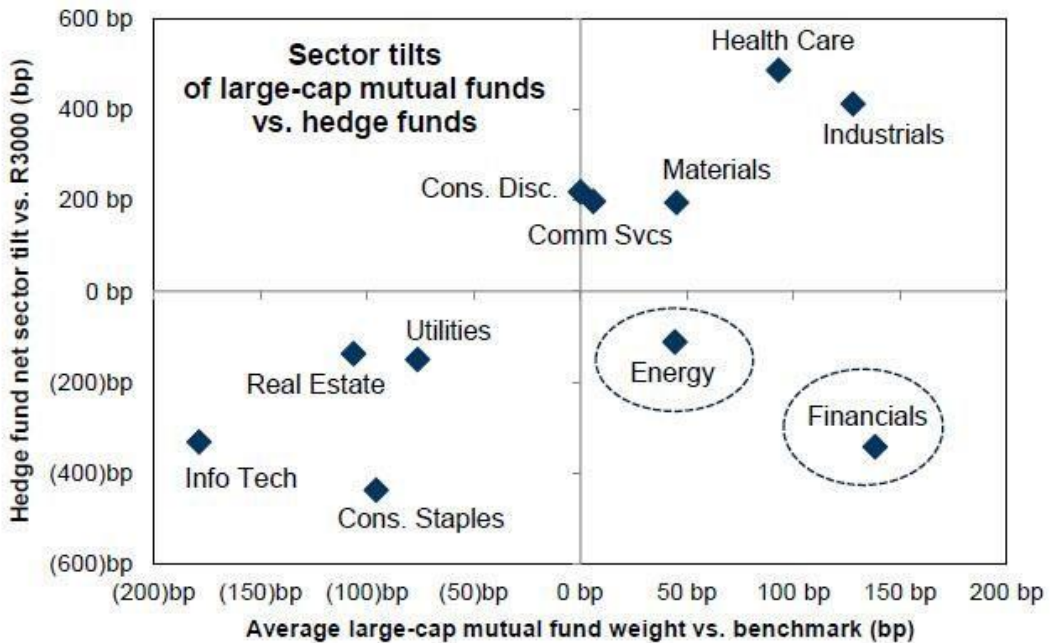 Hedge fund net sector tilt vs. R3000 (bp)
600 bp
400 bp
200 bp
0 bp
(200)bp
(400)bp
(600)bp
Sector tilts
of large-cap mutual funds
vs. hedge funds
Health Care
Industrials
Materials
Cons. Disc.
Comm Svcs
Utilities
Real Estate
Energy
Financials
Info Tech
Cons. Staples
(200)bp (150)bp (100)bp (50)bp 0 bp 50 bp 100 bp 150 bp 200 bp
Average large-cap mutual fund weight vs. benchmark (bp)